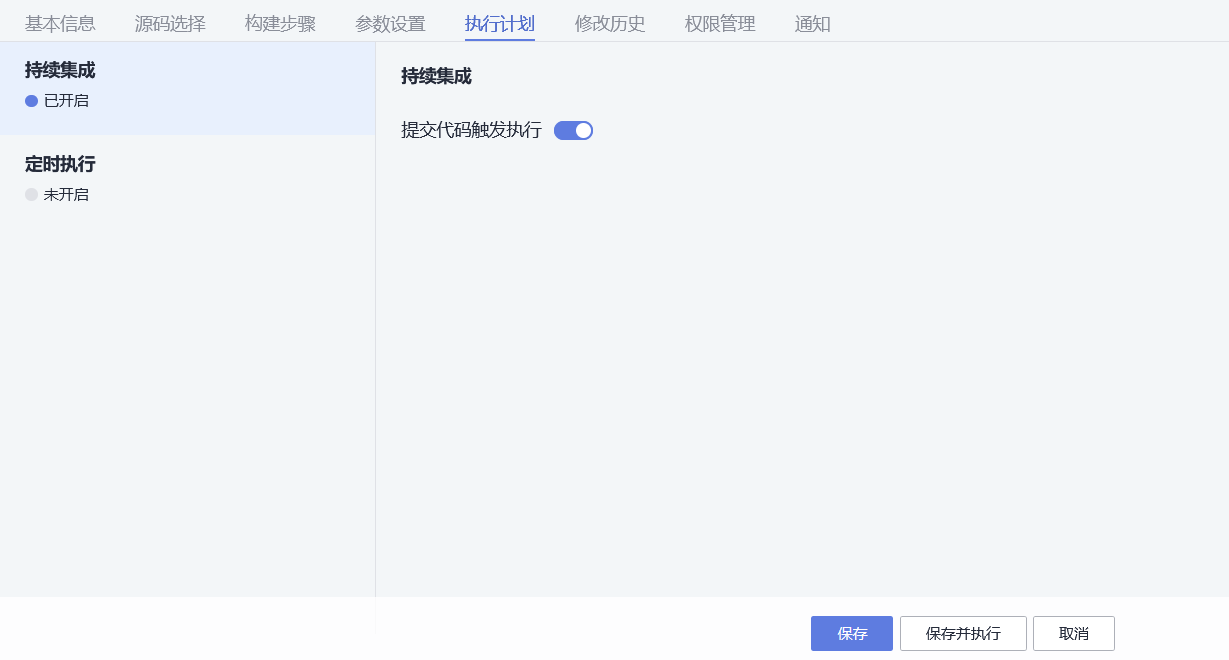 基本信息 源码选择 构建步骤 参数设置 执行计划 修改历史 权限管理 通知
持续集成
已开启
定时执行
未开启
持续集成
提交代码触发执行
保存 保存并执行 取消